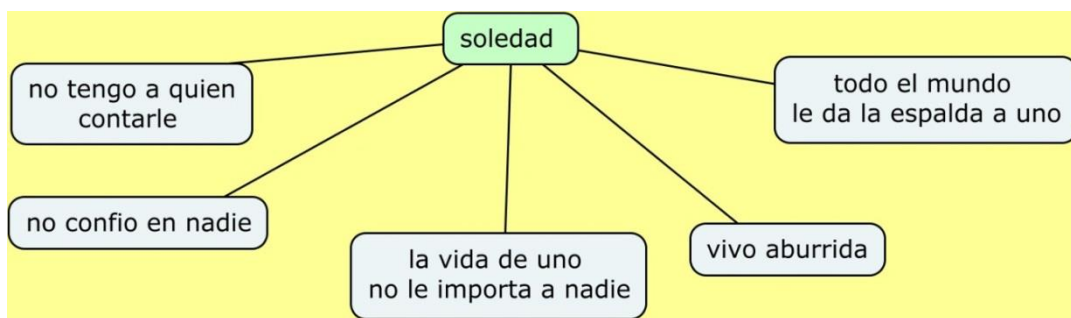 soledad
no tengo a quien
contarle
todo el mundo
le da la espalda a uno
no confio en nadie
la vida de uno
no le importa a nadie
vivo aburrida